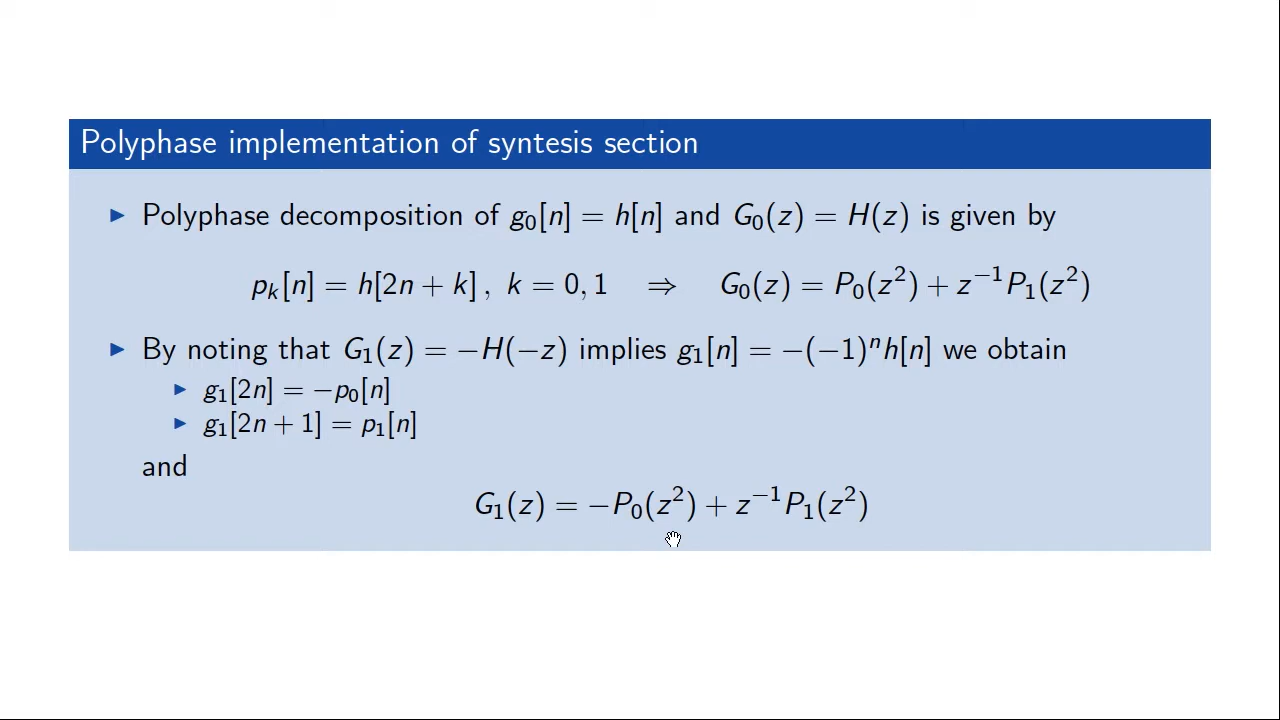 Polyphase implementation of syntesis section
▶ Polyphase decomposition of g₀[n] = h[n] and G₀(z) = H(z) is given by
pₖ[n] = h[2n + k] , k = 0, 1 ⇒ G₀(z) = P₀(z²) + z⁻¹P₁(z²)
▶ By noting that G₁(z) = −H(−z) implies g₁[n] = −(−1)ⁿh[n] we obtain
▶ g₁[2n] = −p₀[n]
▶ g₁[2n + 1] = p₁[n]
and
G₁(z) = −P₀(z²) + z⁻¹P₁(z²)